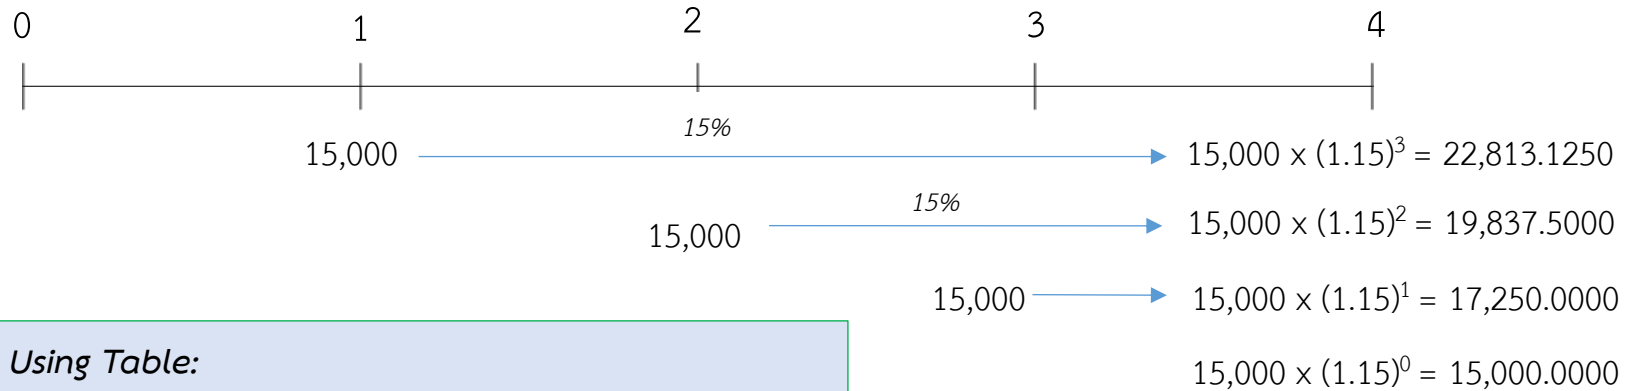 0 1 2 3 4
15%
15,000 15,000 x (1.15)³ = 22,813.1250
15%
15,000 15,000 x (1.15)² = 19,837.5000
15,000 15,000 x (1.15)¹ = 17,250.0000
Using Table:
15,000 x (1.15)⁰ = 15,000.0000